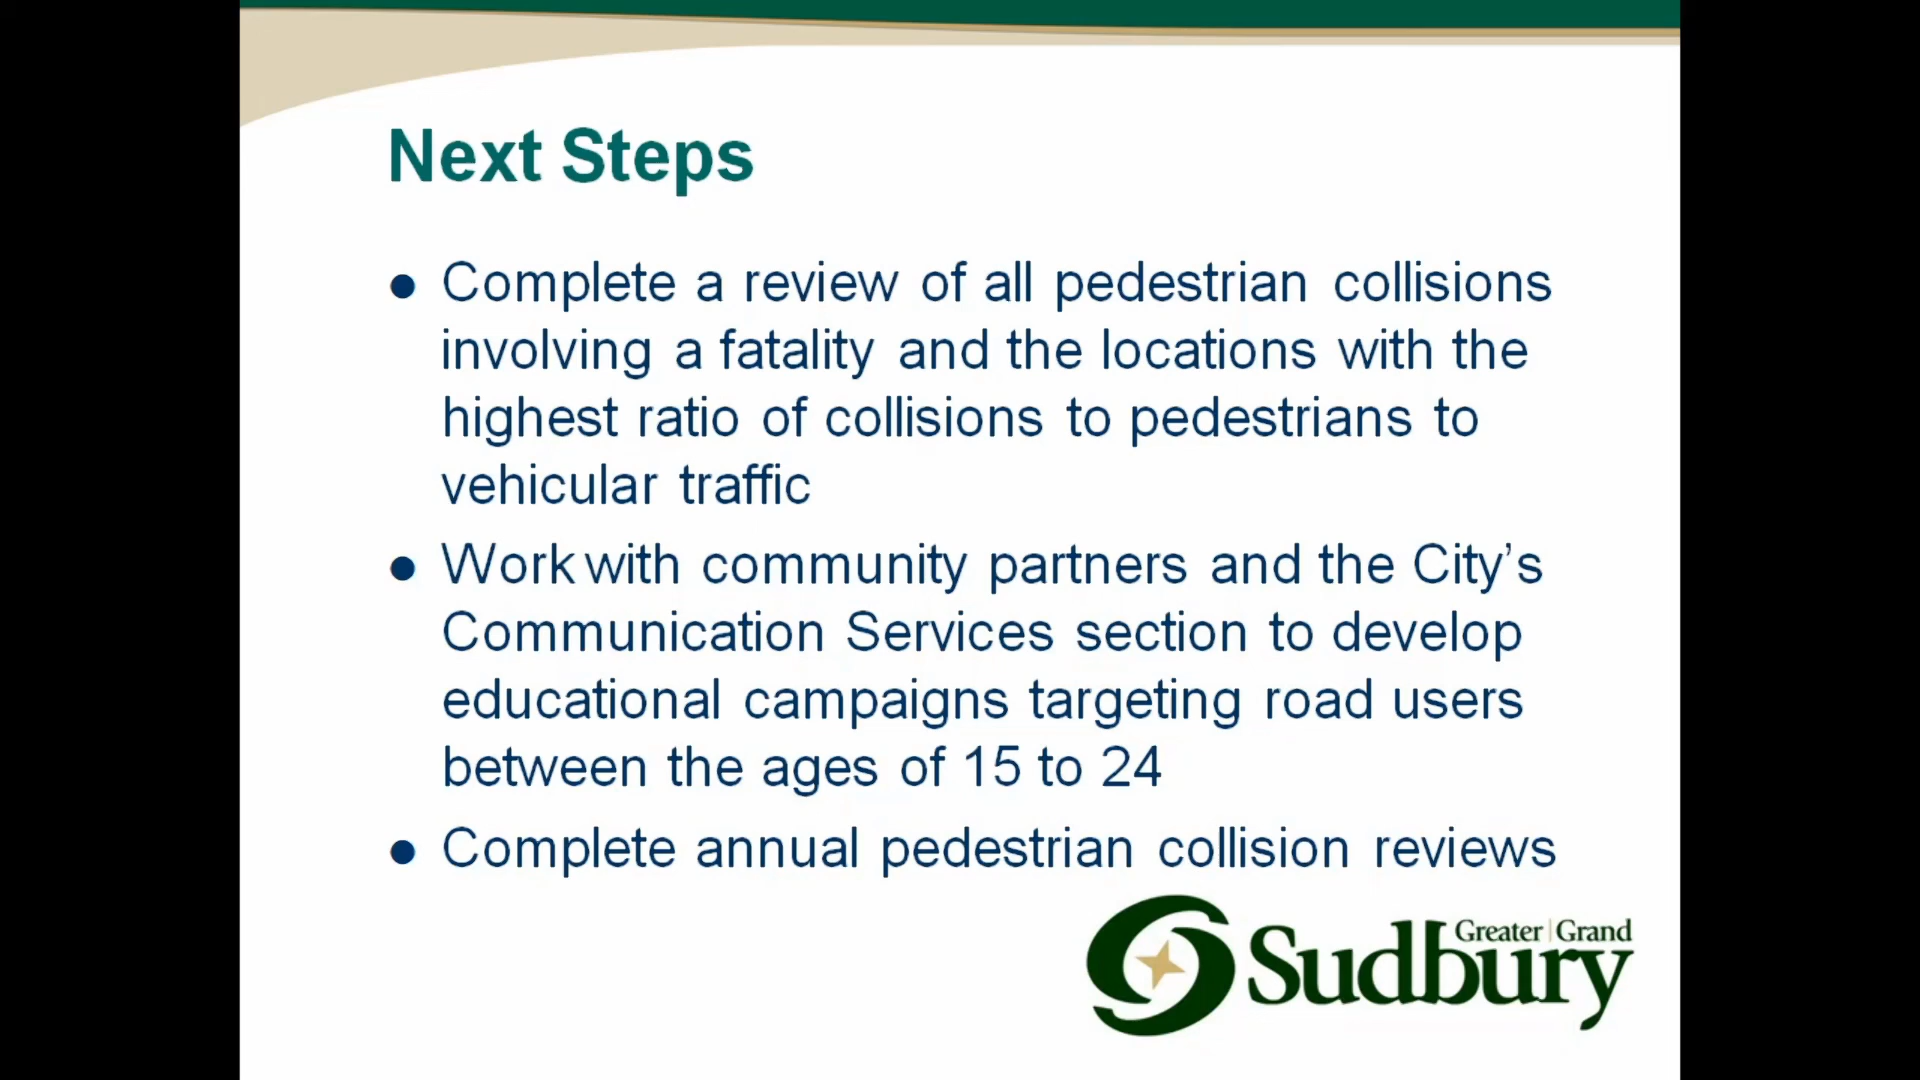 Next Steps
● Complete a review of all pedestrian collisions
involving a fatality and the locations with the
highest ratio of collisions to pedestrians to
vehicular traffic
● Work with community partners and the City’s
Communication Services section to develop
educational campaigns targeting road users
between the ages of 15 to 24
● Complete annual pedestrian collision reviews
Greater | Grand
Sudbury